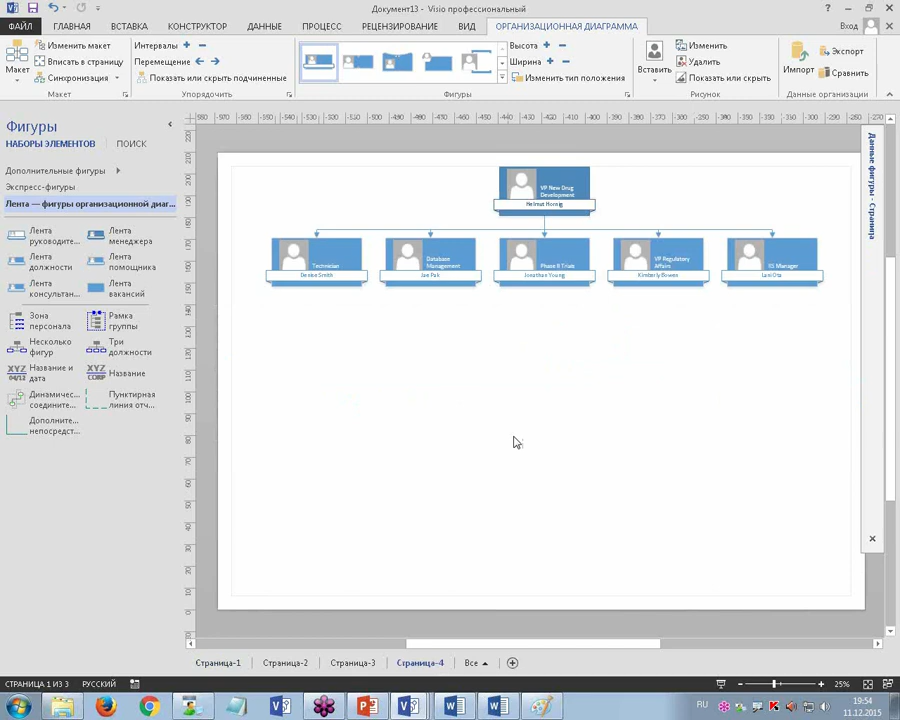 Документ13 - Visio профессиональный
ФАЙЛ ГЛАВНАЯ ВСТАВКА КОНСТРУКТОР ДАННЫЕ ПРОЦЕСС РЕЦЕНЗИРОВАНИЕ ВИД ОРГАНИЗАЦИОННАЯ ДИАГРАММА Вход
Макет
Изменить макет
Вписать в страницу
Синхронизация
Макет
Интервалы
Перемещение
Показать или скрыть подчиненные
Упорядочить
Высота
Ширина
Изменить тип положения
Фигуры
Вставить
Изменить
Удалить
Показать или скрыть
Рисунок
Импорт
Экспорт
Сравнить
Данные организации
Фигуры
НАБОРЫ ЭЛЕМЕНТОВ ПОИСК
Дополнительные фигуры
Экспресс-фигуры
Лента — фигуры организационной диаг...
Лента руководите...
Лента менеджера
Лента должности
Лента помощника
Лента консультан...
Лента вакансий
Зона персонала
Рамка группы
Несколько фигур
Три должности
Название и дата
Название
Динамичес... соедините...
Пунктирная линия отч...
Дополните... непосредст...
VP New Drug
Development
Helmut Hornig
Technician
Denise Smith
Database
Management
Jae Pak
Phase II Trials
Jonathan Young
VP Regulatory
Affairs
Kimberly Bowen
IIS Manager
Lani Ota
Данные фигуры - Страница
Страница-1 Страница-2 Страница-3 Страница-4 Все
СТРАНИЦА 1 ИЗ 3 РУССКИЙ 25%
RU
19:54
11.12.2015